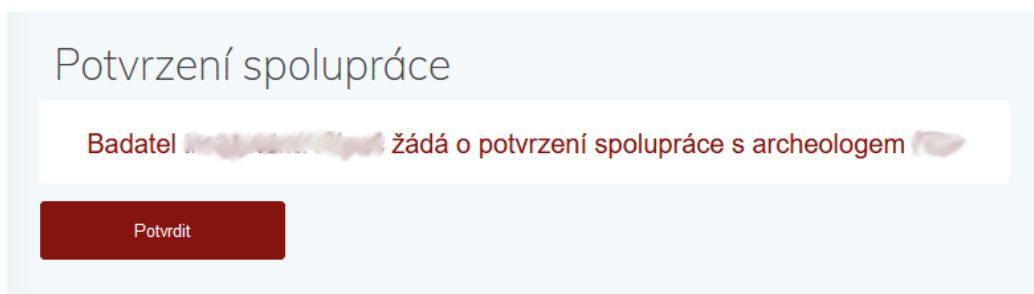 Potvrzení spolupráce
Badatel žádá o potvrzení spolupráce s archeologem
Potvrdit